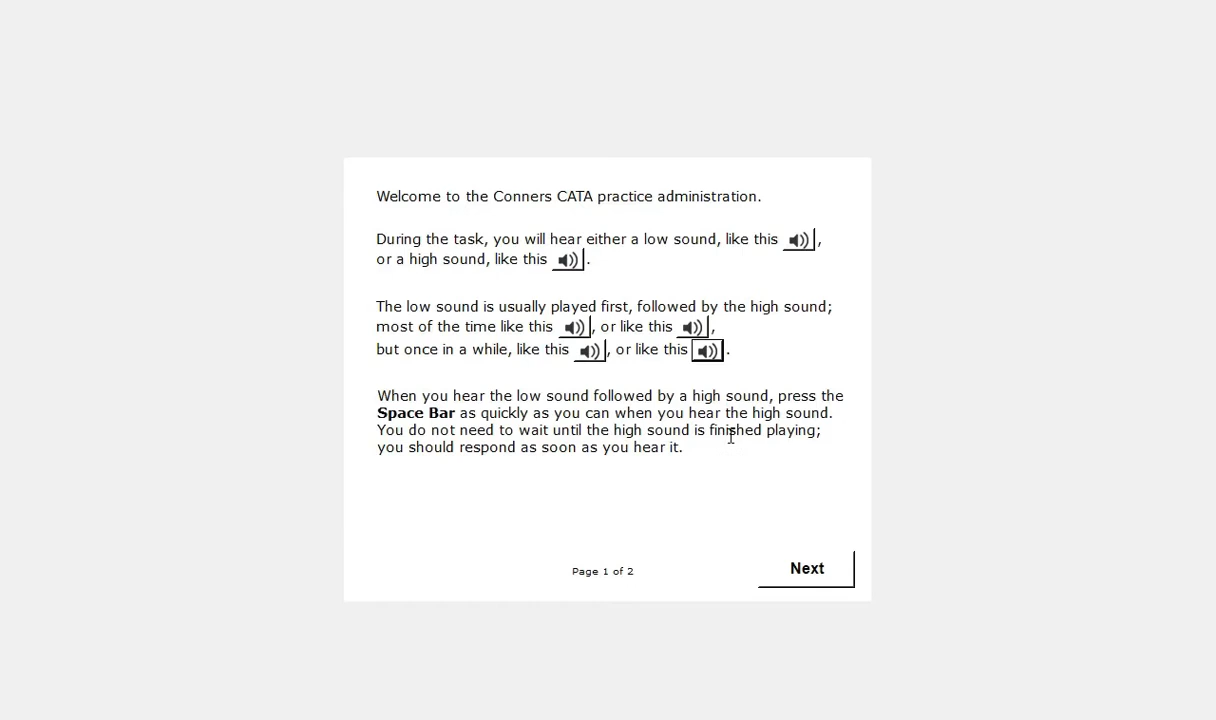 Welcome to the Conners CATA practice administration.
During the task, you will hear either a low sound, like this ,
or a high sound, like this .
The low sound is usually played first, followed by the high sound;
most of the time like this , or like this ,
but once in a while, like this , or like this .
When you hear the low sound followed by a high sound, press the
Space Bar as quickly as you can when you hear the high sound.
You do not need to wait until the high sound is finished playing;
you should respond as soon as you hear it.
Page 1 of 2
Next